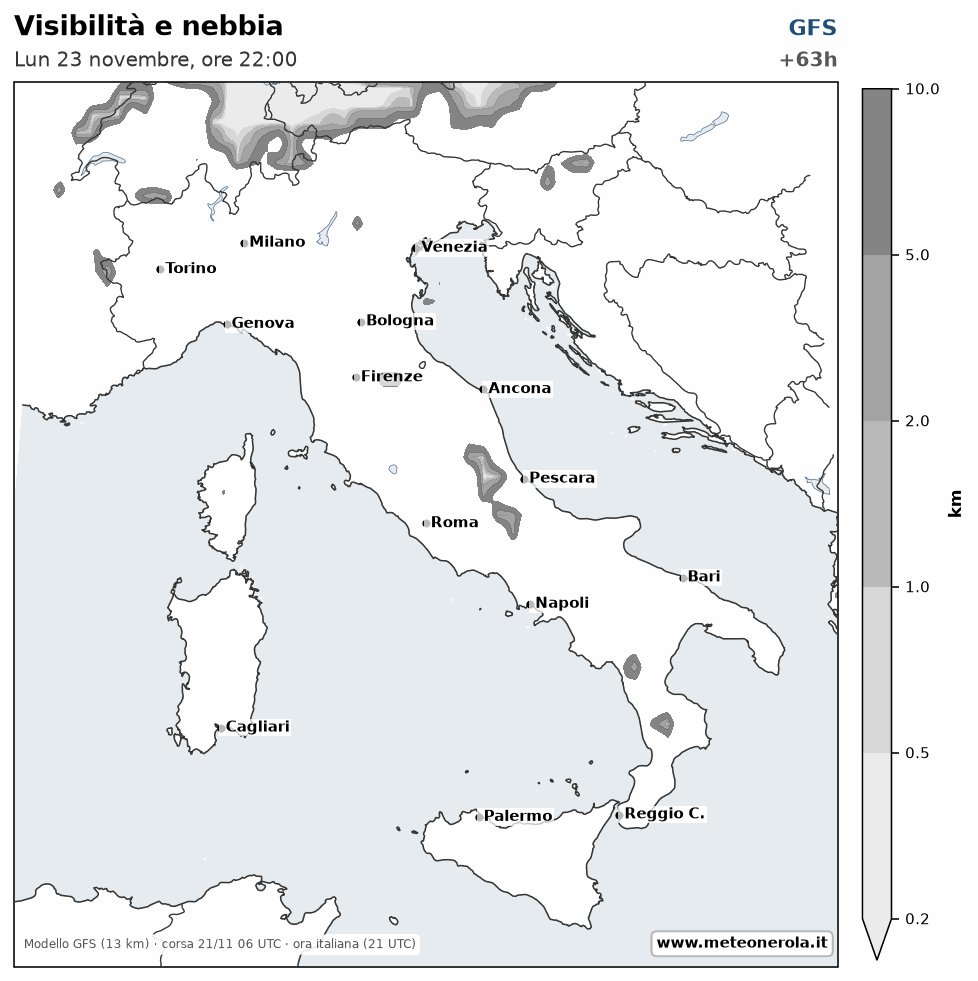 Visibilità e nebbia
GFS
Lun 23 novembre, ore 22:00
+63h
10.0
5.0
2.0
1.0
0.5
0.2
km
Milano
Venezia
Torino
Genova
Bologna
Firenze
Ancona
Pescara
Roma
Bari
Napoli
Cagliari
Palermo
Reggio C.
Modello GFS (13 km) · corsa 21/11 06 UTC · ora italiana (21 UTC)
www.meteonerola.it